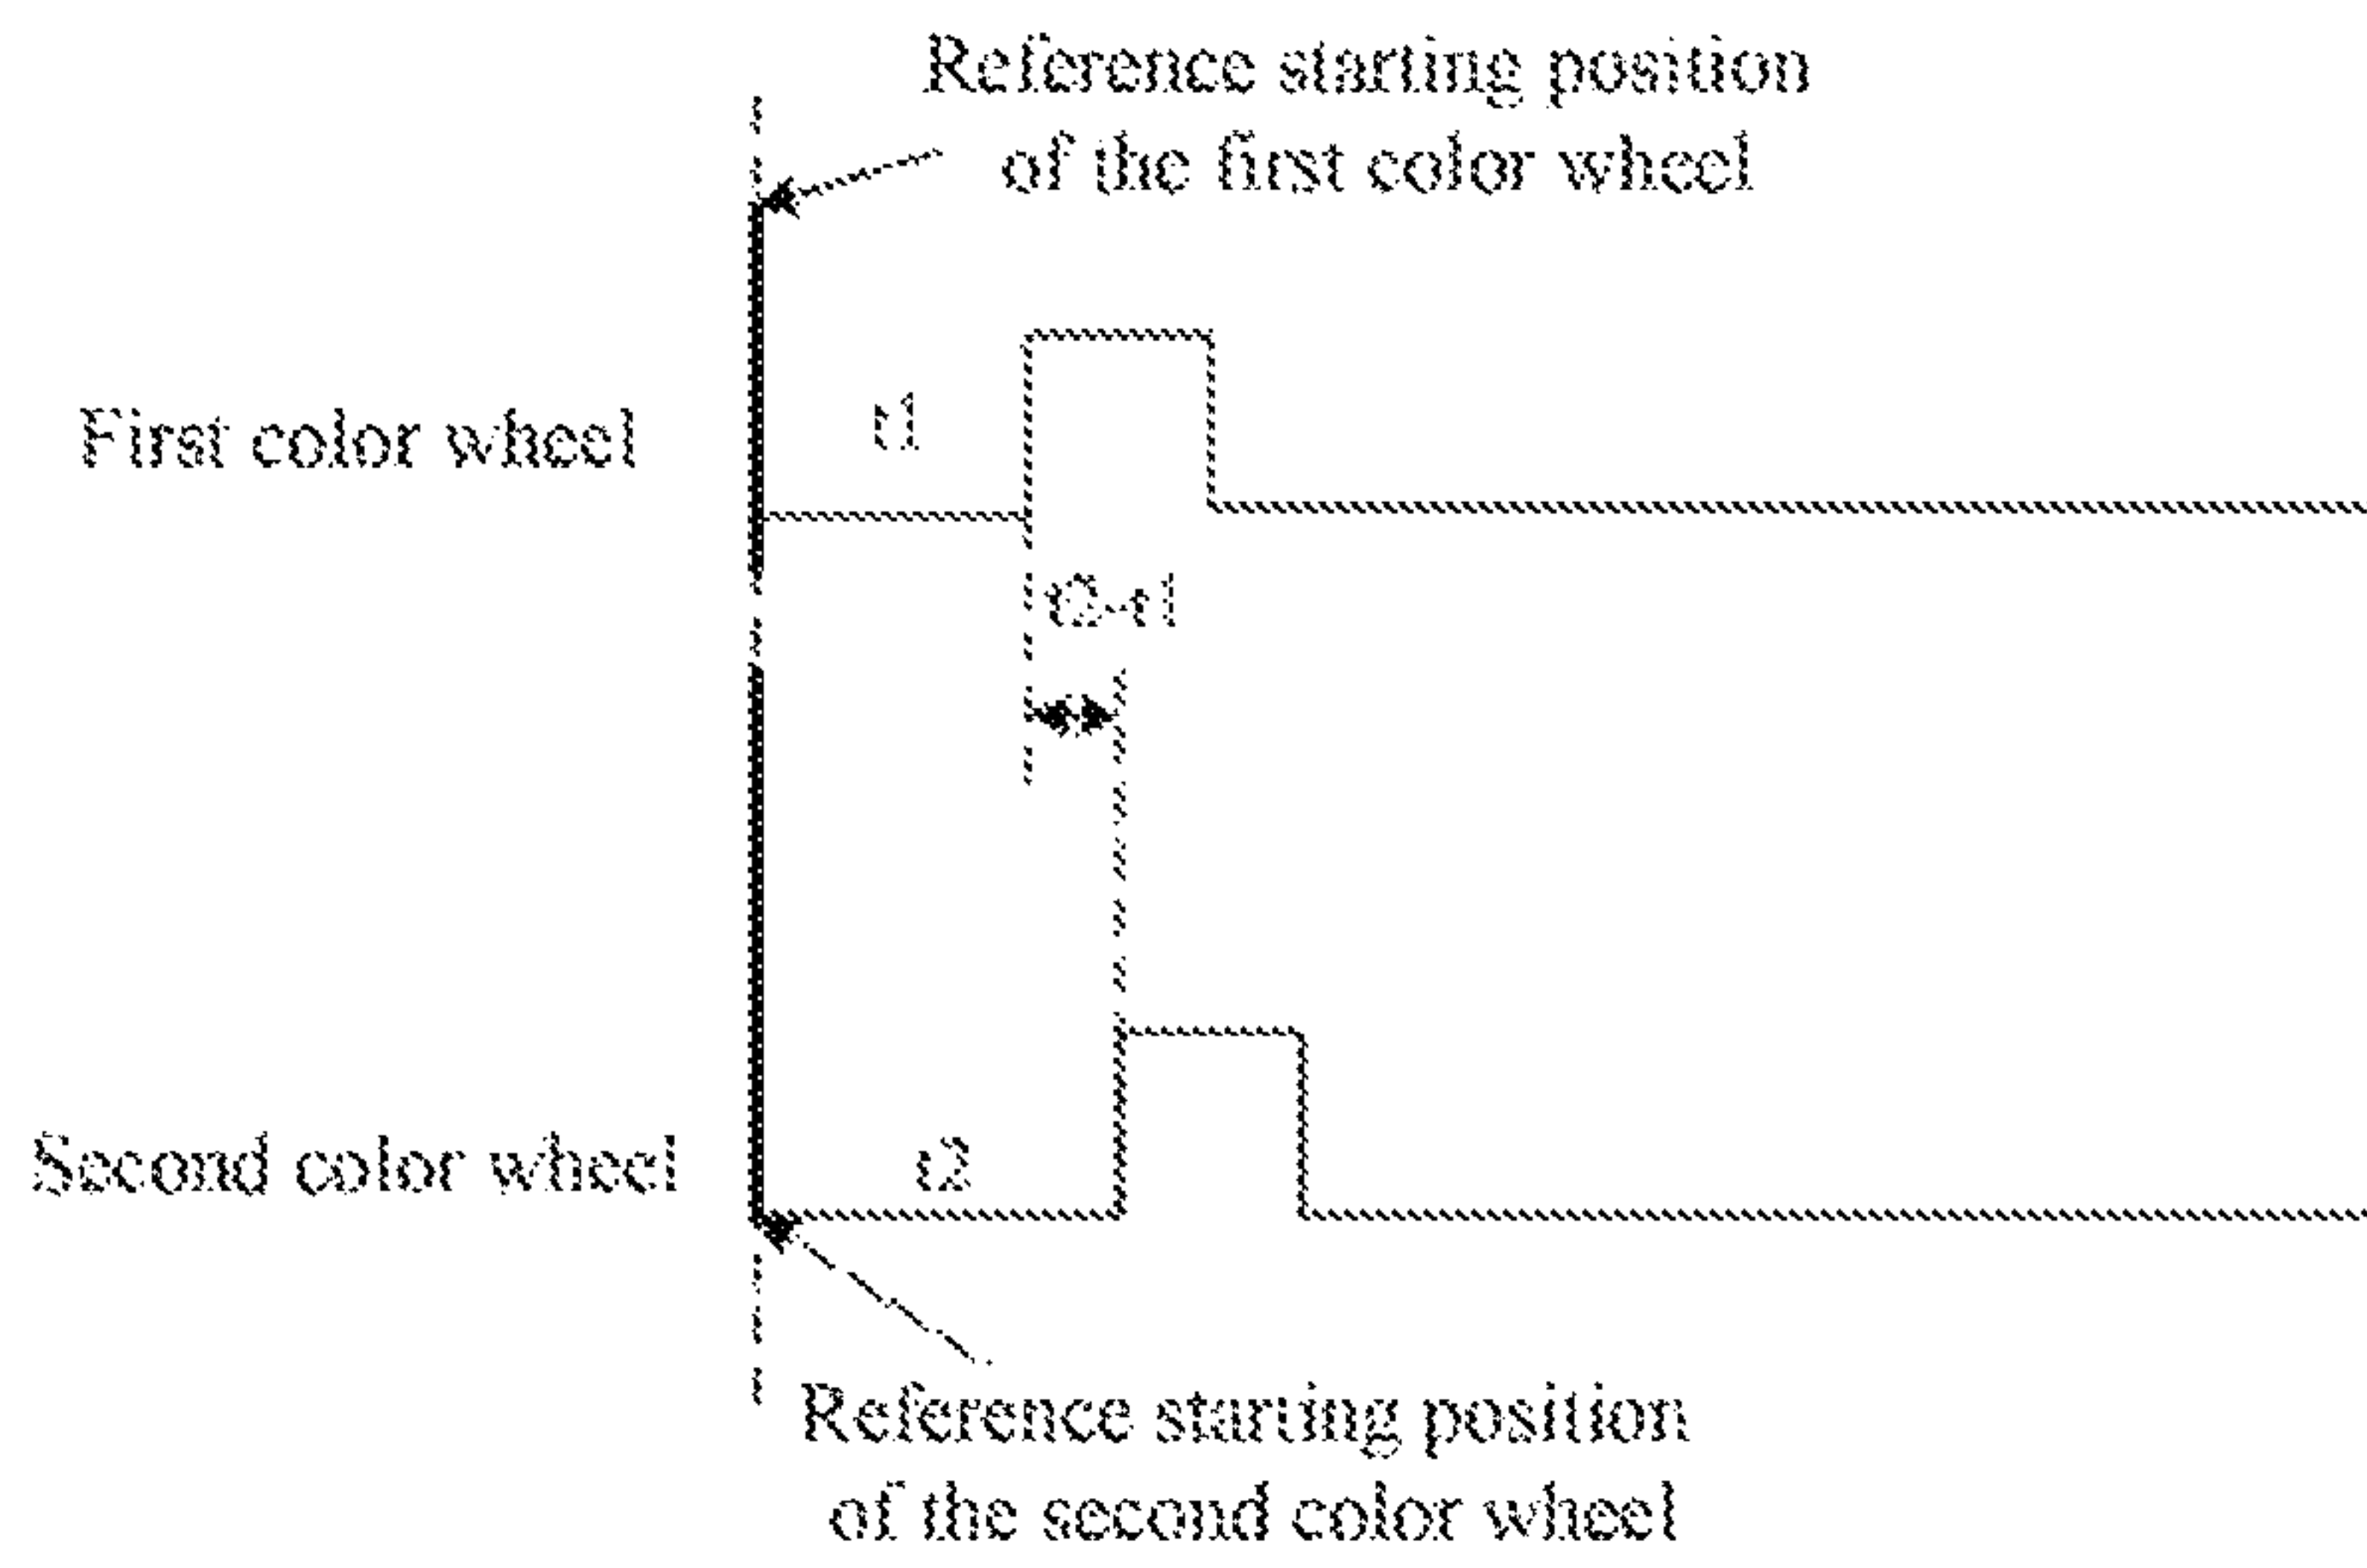 Reference starting position
of the first color wheel
First color wheel
t1
t2-t1
Second color wheel
t2
Reference starting position
of the second color wheel